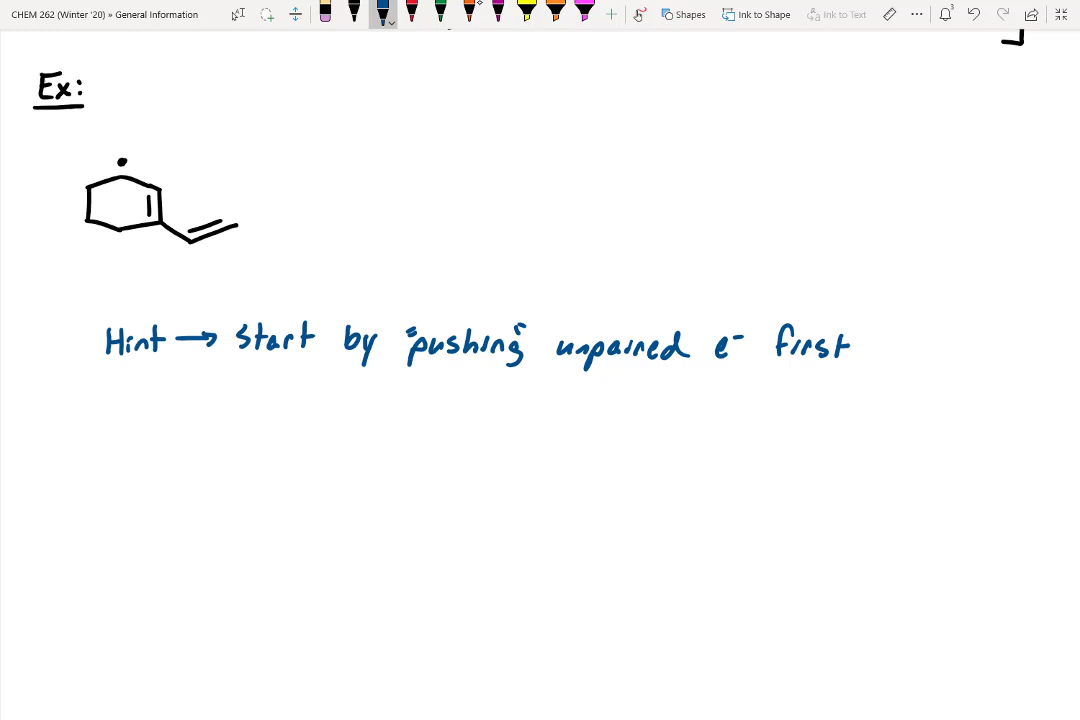 CHEM 262 (Winter '20) » General Information
Shapes
Ink to Shape
Ink to Text
3
Ex:
Hint → start by "pushing" unpaired e⁻ first